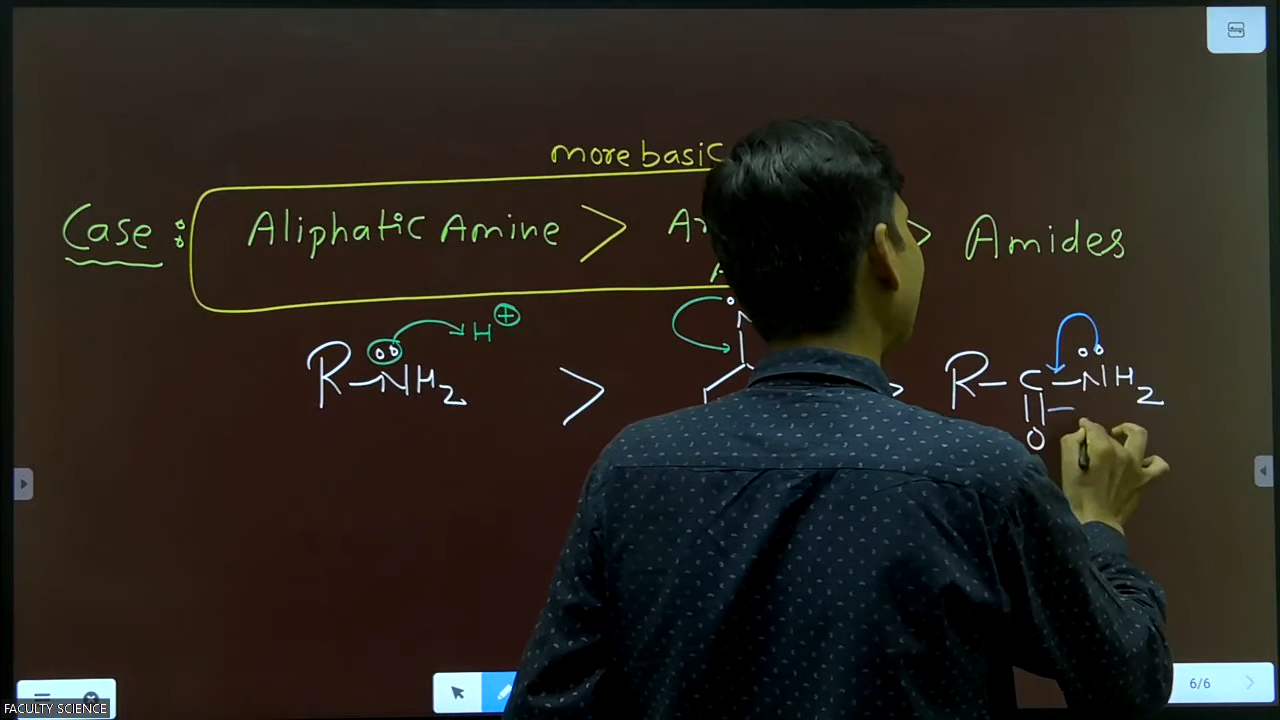 more basic
Case : Aliphatic Amine > > Amides
R-NH2 H+ > > R-C-NH2
O
6/6
FACULTY SCIENCE